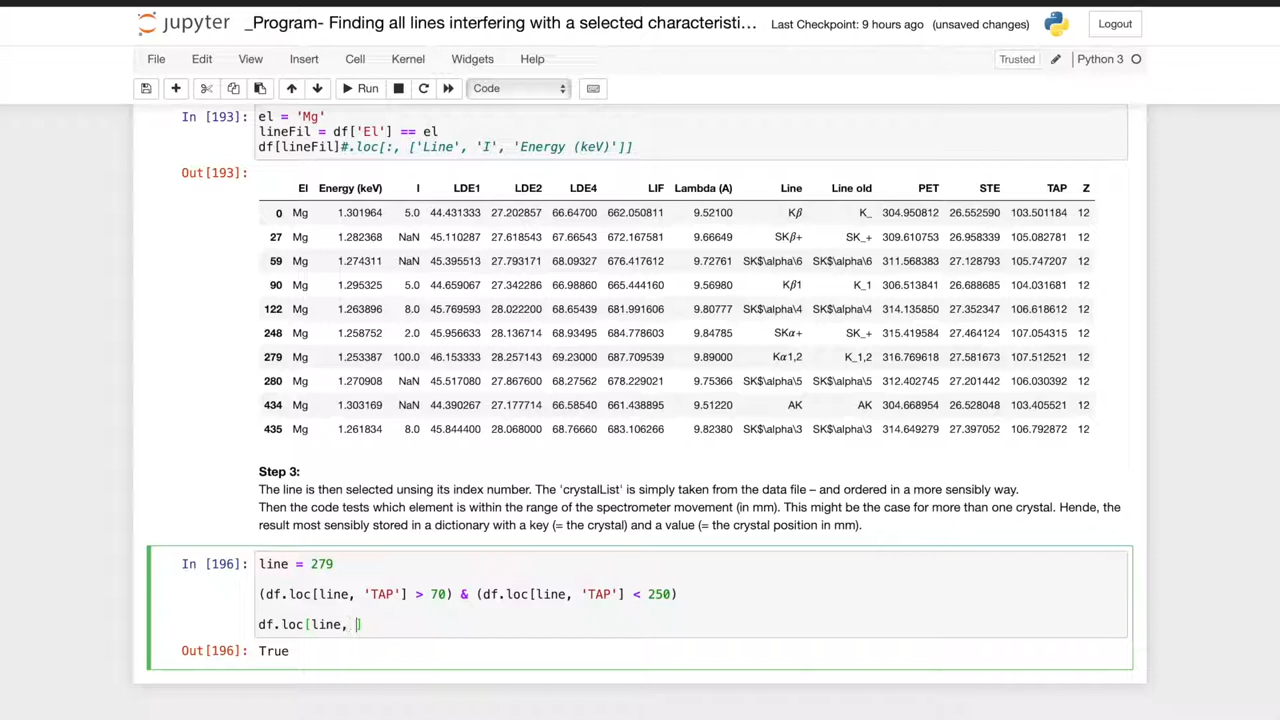 jupyter _Program- Finding all lines interfering with a selected characteristi... Last Checkpoint: 9 hours ago (unsaved changes) Logout
File Edit View Insert Cell Kernel Widgets Help Trusted Python 3
Run Code
In [193]: el = 'Mg'
lineFil = df['El'] == el
df[lineFil]#.loc[:, ['Line', 'I', 'Energy (keV)']]
Out[193]:
El Energy (keV) I LDE1 LDE2 LDE4 LIF Lambda (A) Line Line old PET STE TAP Z
0 Mg 1.301964 5.0 44.431333 27.202857 66.64700 662.050811 9.52100 Kβ K_ 304.950812 26.552590 103.501184 12
27 Mg 1.282368 NaN 45.110287 27.618543 67.66543 672.167581 9.66649 SKβ+ SK_+ 309.610753 26.958339 105.082781 12
59 Mg 1.274311 NaN 45.395513 27.793171 68.09327 676.417612 9.72761 SK$\alpha\6 SK$\alpha\6 311.568383 27.128793 105.747207 12
90 Mg 1.295325 5.0 44.659067 27.342286 66.98860 665.444160 9.56980 Kβ1 K_1 306.513841 26.688685 104.031681 12
122 Mg 1.263896 8.0 45.769593 28.022200 68.65439 681.991606 9.80777 SK$\alpha\4 SK$\alpha\4 314.135850 27.352347 106.618612 12
248 Mg 1.258752 2.0 45.956633 28.136714 68.93495 684.778603 9.84785 SKα+ SK_+ 315.419584 27.464124 107.054315 12
279 Mg 1.253387 100.0 46.153333 28.257143 69.23000 687.709539 9.89000 Kα1,2 K_1,2 316.769618 27.581673 107.512521 12
280 Mg 1.270908 NaN 45.517080 27.867600 68.27562 678.229021 9.75366 SK$\alpha\5 SK$\alpha\5 312.402745 27.201442 106.030392 12
434 Mg 1.303169 NaN 44.390267 27.177714 66.58540 661.438895 9.51220 AK AK 304.668954 26.528048 103.405521 12
435 Mg 1.261834 8.0 45.844400 28.068000 68.76660 683.106266 9.82380 SK$\alpha\3 SK$\alpha\3 314.649279 27.397052 106.792872 12
Step 3:
The line is then selected unsing its index number. The 'crystalList' is simply taken from the data file – and ordered in a more sensibly way.
Then the code tests which element is within the range of the spectrometer movement (in mm). This might be the case for more than one crystal. Hende, the
result most sensibly stored in a dictionary with a key (= the crystal) and a value (= the crystal position in mm).
In [196]: line = 279
(df.loc[line, 'TAP'] > 70) & (df.loc[line, 'TAP'] < 250)
df.loc[line, ]
Out[196]: True